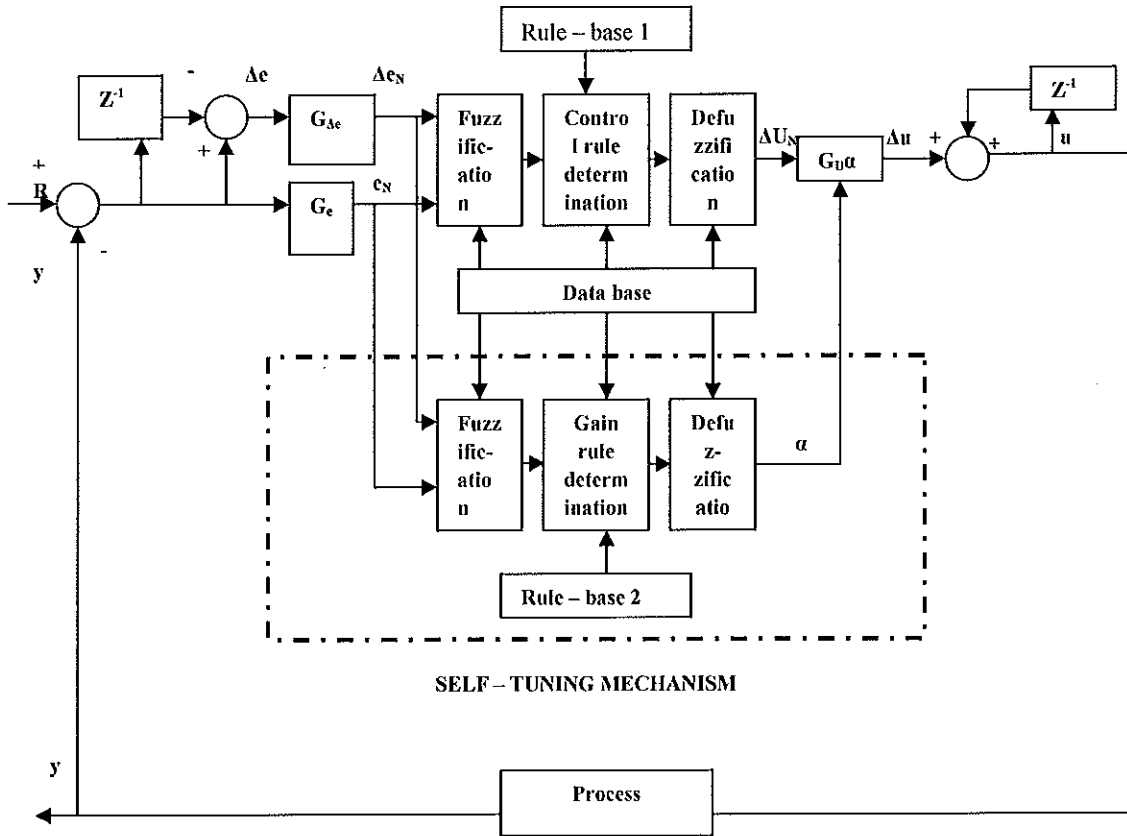 Rule – base 1
-
Δe
Δe_N
Z⁻¹
G_Δe
+
Fuzz
ific-
atio
n
Contro
l rule
determ
ination
Defu
zzifi
catio
n
ΔU_N
G_Uα
Δu
+
+
u
Z⁻¹
+
R
e_N
G_e
-
y
Data base
Fuzz
ific-
atio
n
Gain
rule
determ
ination
Defu
z-
zific
atio
α
Rule – base 2
SELF – TUNING MECHANISM
y
Process